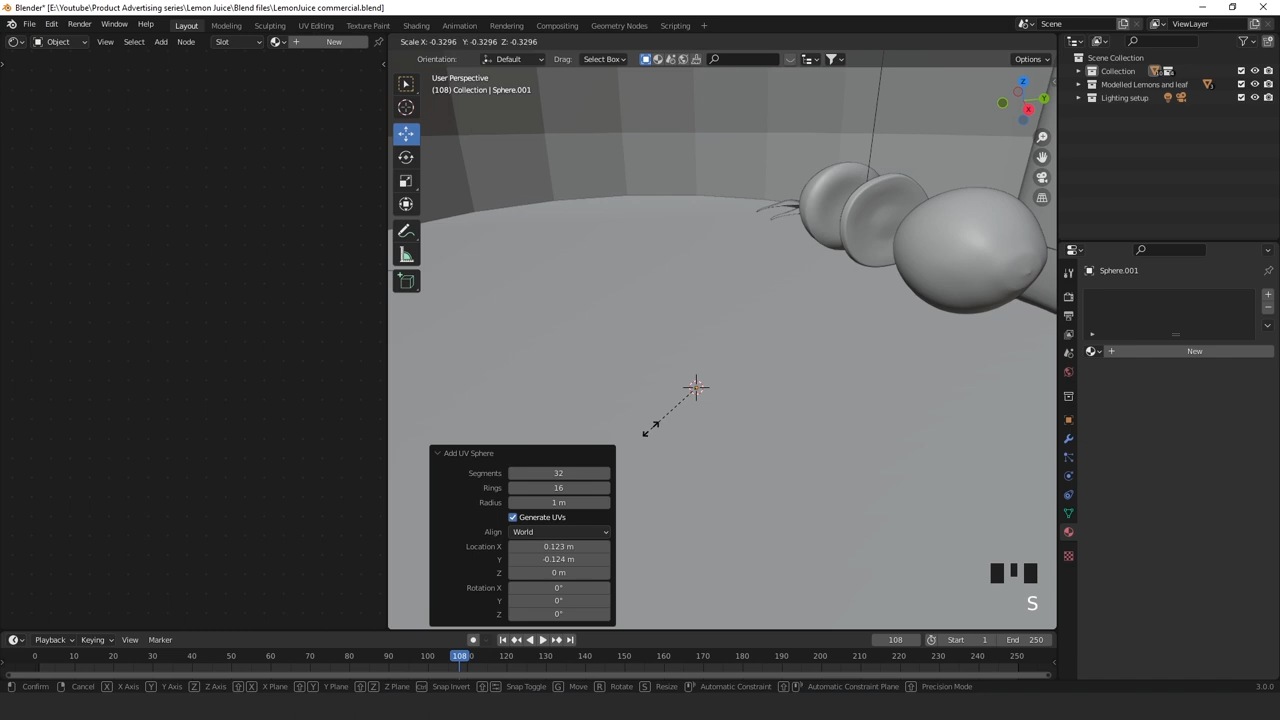 Blender* [E:\Youtube\Product Advertising series\Lemon Juice\Blend files\LemonJuice commercial.blend]
File Edit Render Window Help Layout Modeling Sculpting UV Editing Texture Paint Shading Animation Rendering Compositing Geometry Nodes Scripting Scene ViewLayer
Object View Select Add Node Slot New Scale X: -0.3296 Y: -0.3296 Z: -0.3296
Orientation: Default Drag: Select Box Options
User Perspective
(108) Collection | Sphere.001
Scene Collection
Collection
Modelled Lemons and leaf
Lighting setup
Z
Y
X
Sphere.001
New
Add UV Sphere
Segments 32
Rings 16
Radius 1 m
Generate UVs
Align World
Location X 0.123 m
Y -0.124 m
Z 0 m
Rotation X 0°
Y 0°
Z 0°
S
Playback Keying View Marker 108 Start 1 End 250
0 10 20 30 40 50 60 70 80 90 108 120 130 140 150 160 170 180 190 200 210 220 230 240 250
Confirm Cancel X X Axis Y Y Axis Z Z Axis X X Plane Y Y Plane Z Z Plane Snap Invert Snap Toggle G Move R Rotate S Resize Automatic Constraint Automatic Constraint Plane Precision Mode 3.0.0